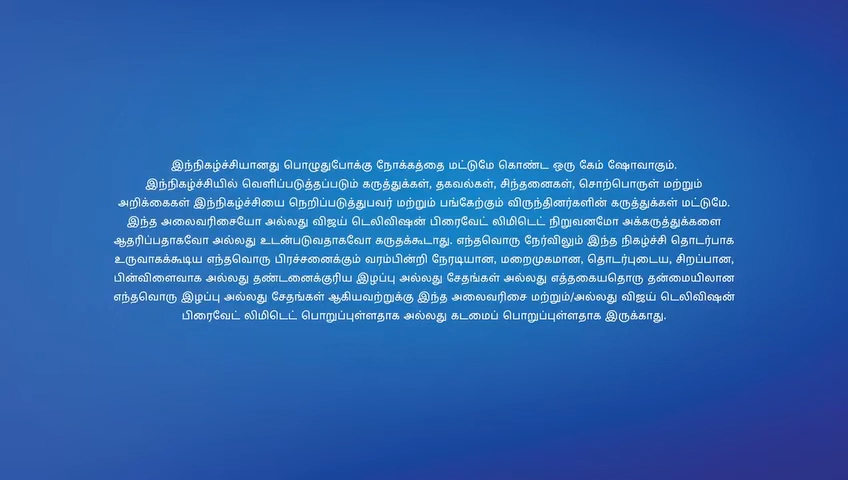 இந்நிகழ்ச்சியானது பொழுதுபோக்கு நோக்கத்தை மட்டுமே கொண்ட ஒரு கேம் ஷோவாகும்.
இந்நிகழ்ச்சியில் வெளிப்படுத்தப்படும் கருத்துக்கள், தகவல்கள், சிந்தனைகள், சொற்பொருள் மற்றும்
அறிக்கைகள் இந்நிகழ்ச்சியை நெறிப்படுத்துபவர் மற்றும் பங்கேற்கும் விருந்தினர்களின் கருத்துக்கள் மட்டுமே.
இந்த அலைவரிசையோ அல்லது விஜய் டெலிவிஷன் பிரைவேட் லிமிடெட் நிறுவனமோ அக்கருத்துக்களை
ஆதரிப்பதாகவோ அல்லது உடன்படுவதாகவோ கருதக்கூடாது. எந்தவொரு நேர்விலும் இந்த நிகழ்ச்சி தொடர்பாக
உருவாகக்கூடிய எந்தவொரு பிரச்சனைக்கும் வரம்பின்றி நேரடியான, மறைமுகமான, தொடர்புடைய, சிறப்பான,
பின்விளைவாக அல்லது தண்டனைக்குரிய இழப்பு அல்லது சேதங்கள் அல்லது எத்தகையதொரு தன்மையிலான
எந்தவொரு இழப்பு அல்லது சேதங்கள் ஆகியவற்றுக்கு இந்த அலைவரிசை மற்றும்/அல்லது விஜய் டெலிவிஷன்
பிரைவேட் லிமிடெட் பொறுப்புள்ளதாக அல்லது கடமைப் பொறுப்புள்ளதாக இருக்காது.